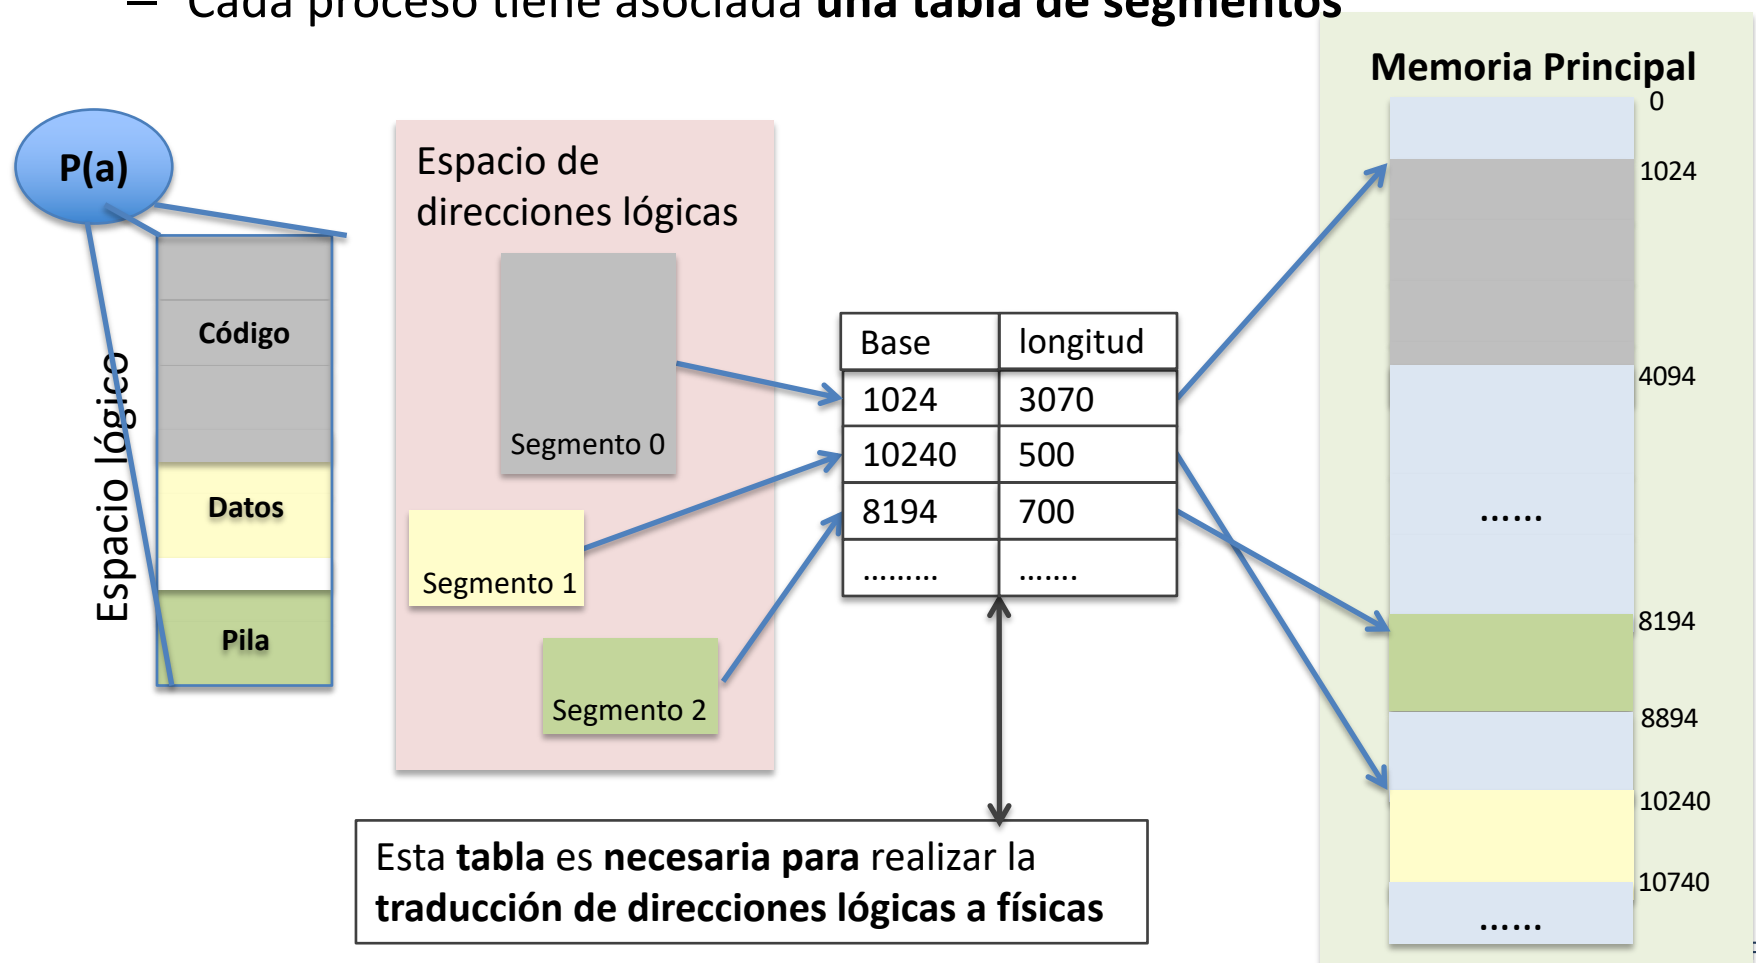 – Cada proceso tiene asociada una tabla de segmentos
Memoria Principal
0
P(a)
Espacio de
direcciones lógicas
1024
Código
Base longitud
4094
1024 3070
Segmento 0
10240 500
Datos
8194 700
......
Segmento 1
......... .......
Espacio lógico
8194
Pila
Segmento 2
8894
10240
Esta tabla es necesaria para realizar la
traducción de direcciones lógicas a físicas
10740
......